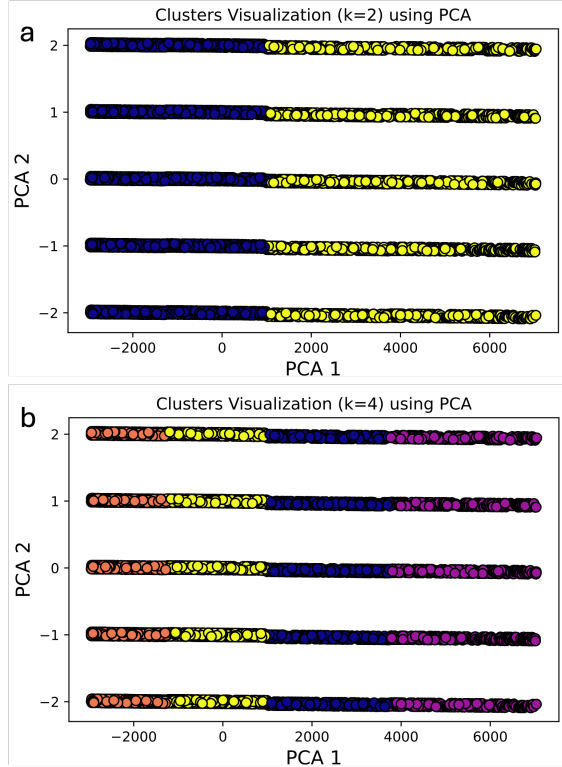 a
Clusters Visualization (k=2) using PCA
2
1
0
−1
−2
PCA 2
−2000 0 2000 4000 6000
PCA 1
b
Clusters Visualization (k=4) using PCA
2
1
0
−1
−2
PCA 2
−2000 0 2000 4000 6000
PCA 1